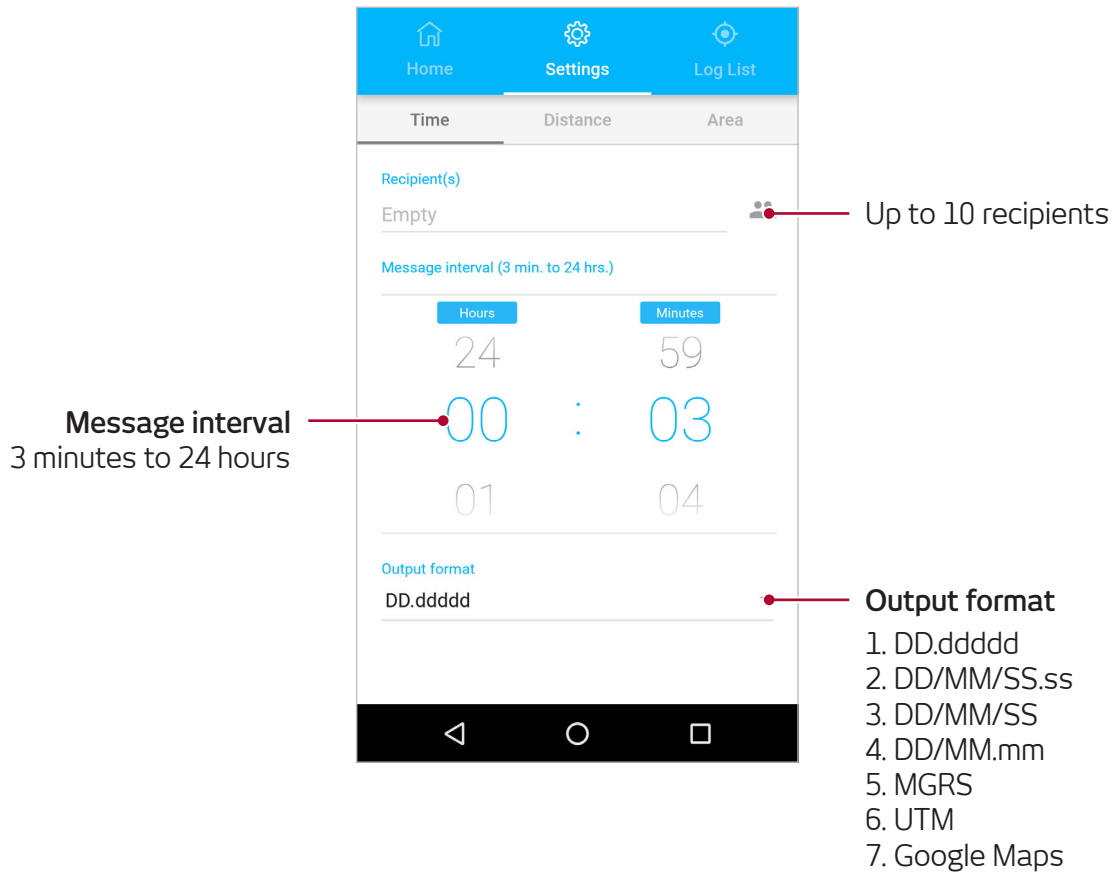 Home Settings Log List
Time Distance Area
Recipient(s)
Empty
Up to 10 recipients
Message interval (3 min. to 24 hrs.)
Hours Minutes
24 59
Message interval
3 minutes to 24 hours
00 : 03
01 04
Output format
DD.ddddd
Output format
1. DD.ddddd
2. DD/MM/SS.ss
3. DD/MM/SS
4. DD/MM.mm
5. MGRS
6. UTM
7. Google Maps